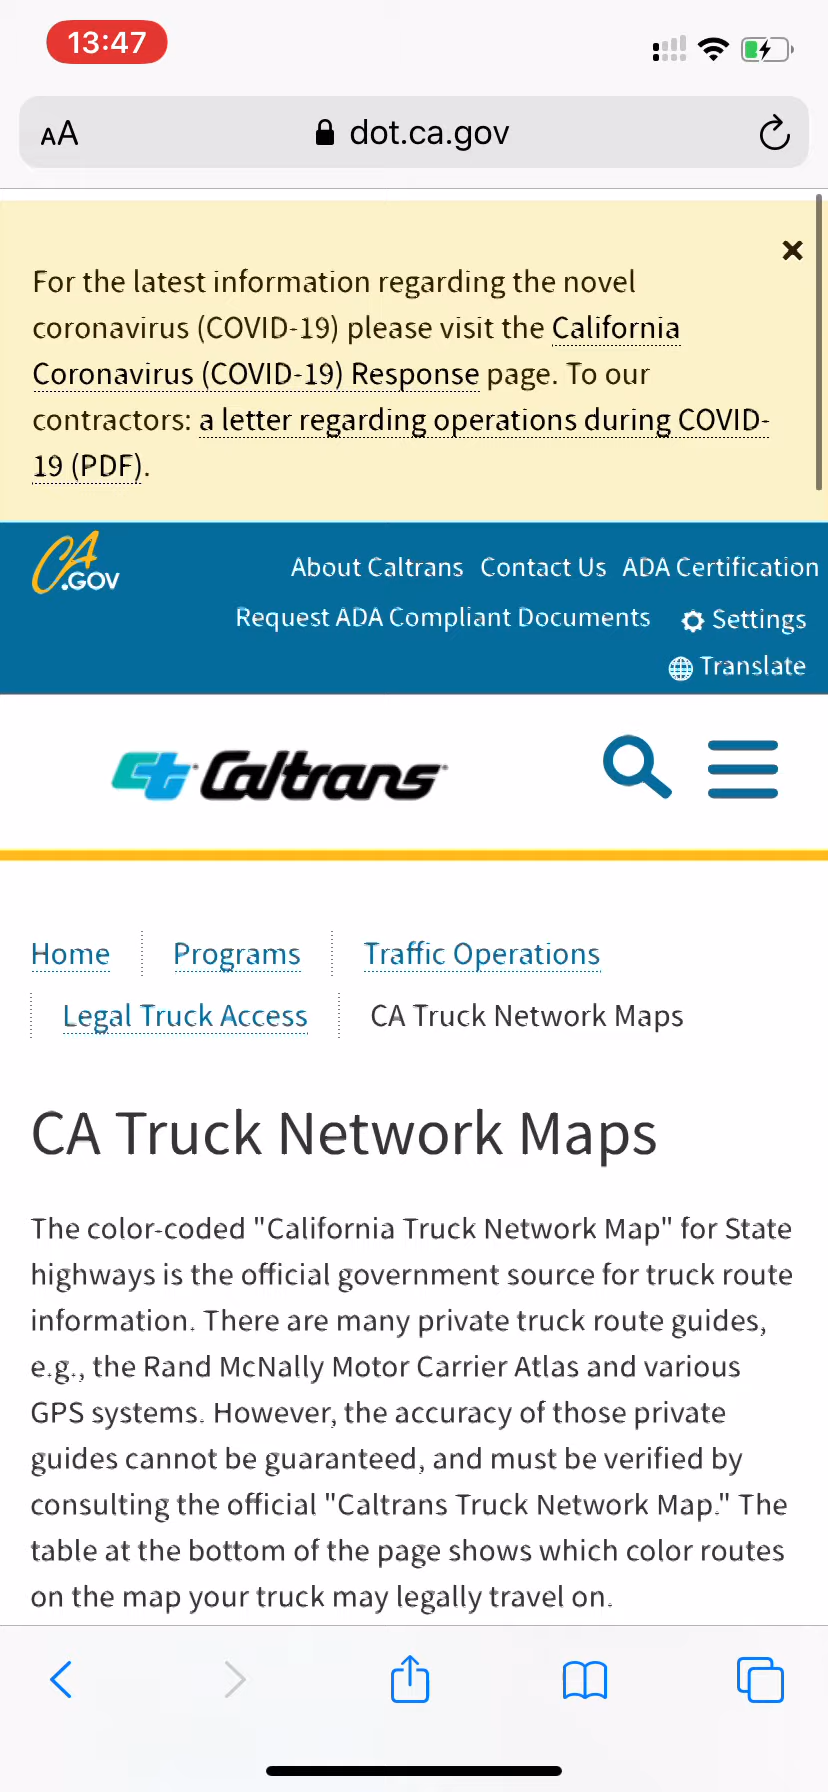 13:47
AA dot.ca.gov
For the latest information regarding the novel
coronavirus (COVID-19) please visit the California
Coronavirus (COVID-19) Response page. To our
contractors: a letter regarding operations during COVID-
19 (PDF).
CA.GOV
About Caltrans Contact Us ADA Certification
Request ADA Compliant Documents Settings
Translate
Caltrans
Home Programs Traffic Operations
Legal Truck Access CA Truck Network Maps
CA Truck Network Maps
The color-coded "California Truck Network Map" for State
highways is the official government source for truck route
information. There are many private truck route guides,
e.g., the Rand McNally Motor Carrier Atlas and various
GPS systems. However, the accuracy of those private
guides cannot be guaranteed, and must be verified by
consulting the official "Caltrans Truck Network Map." The
table at the bottom of the page shows which color routes
on the map your truck may legally travel on.